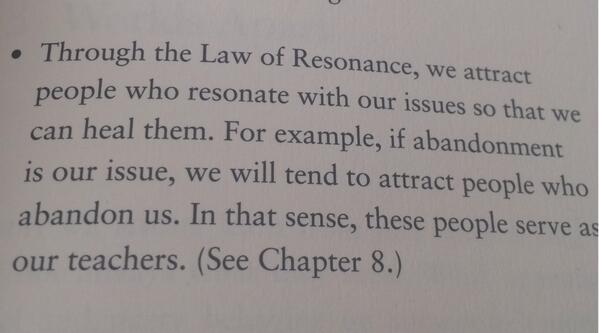 • Through the Law of Resonance, we attract
people who resonate with our issues so that we
can heal them. For example, if abandonment
is our issue, we will tend to attract people who
abandon us. In that sense, these people serve as
our teachers. (See Chapter 8.)